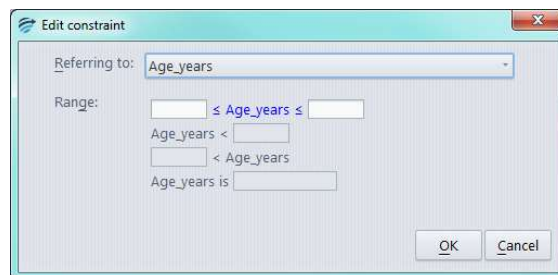 Edit constraint
Referring to: Age_years
Range:
≤ Age_years ≤
Age_years <
< Age_years
Age_years is
OK Cancel